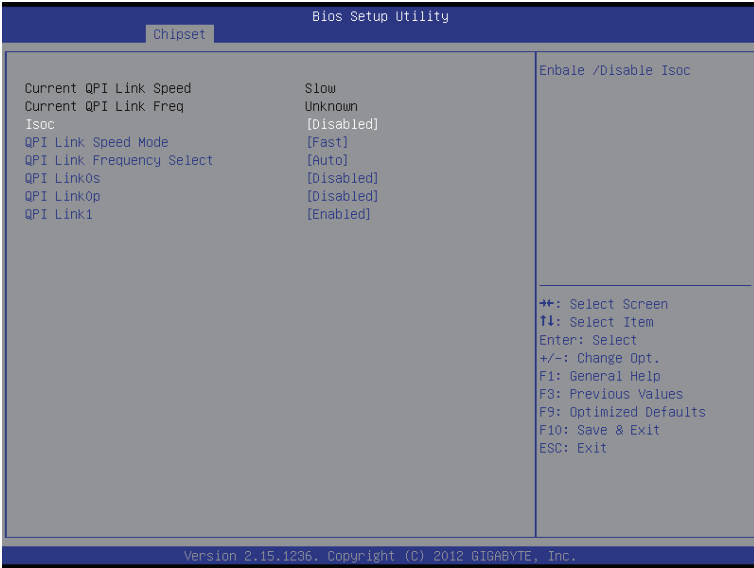 Bios Setup Utility
Chipset
Current QPI Link Speed Slow
Current QPI Link Freq Unknown
Isoc [Disabled]
QPI Link Speed Mode [Fast]
QPI Link Frequency Select [Auto]
QPI Link0s [Disabled]
QPI Link0p [Disabled]
QPI Link1 [Enabled]
Enbale /Disable Isoc
→←: Select Screen
↑↓: Select Item
Enter: Select
+/-: Change Opt.
F1: General Help
F3: Previous Values
F9: Optimized Defaults
F10: Save & Exit
ESC: Exit
Version 2.15.1236. Copyright (C) 2012 GIGABYTE, Inc.